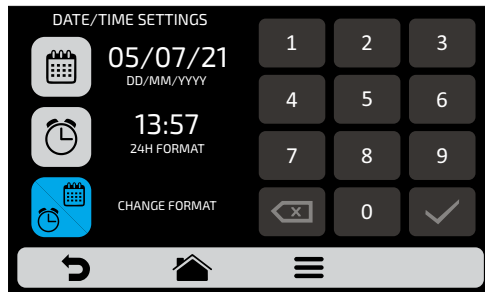 DATE/TIME SETTINGS
05/07/21
DD/MM/YYYY
13:57
24H FORMAT
CHANGE FORMAT
1 2 3
4 5 6
7 8 9
X 0